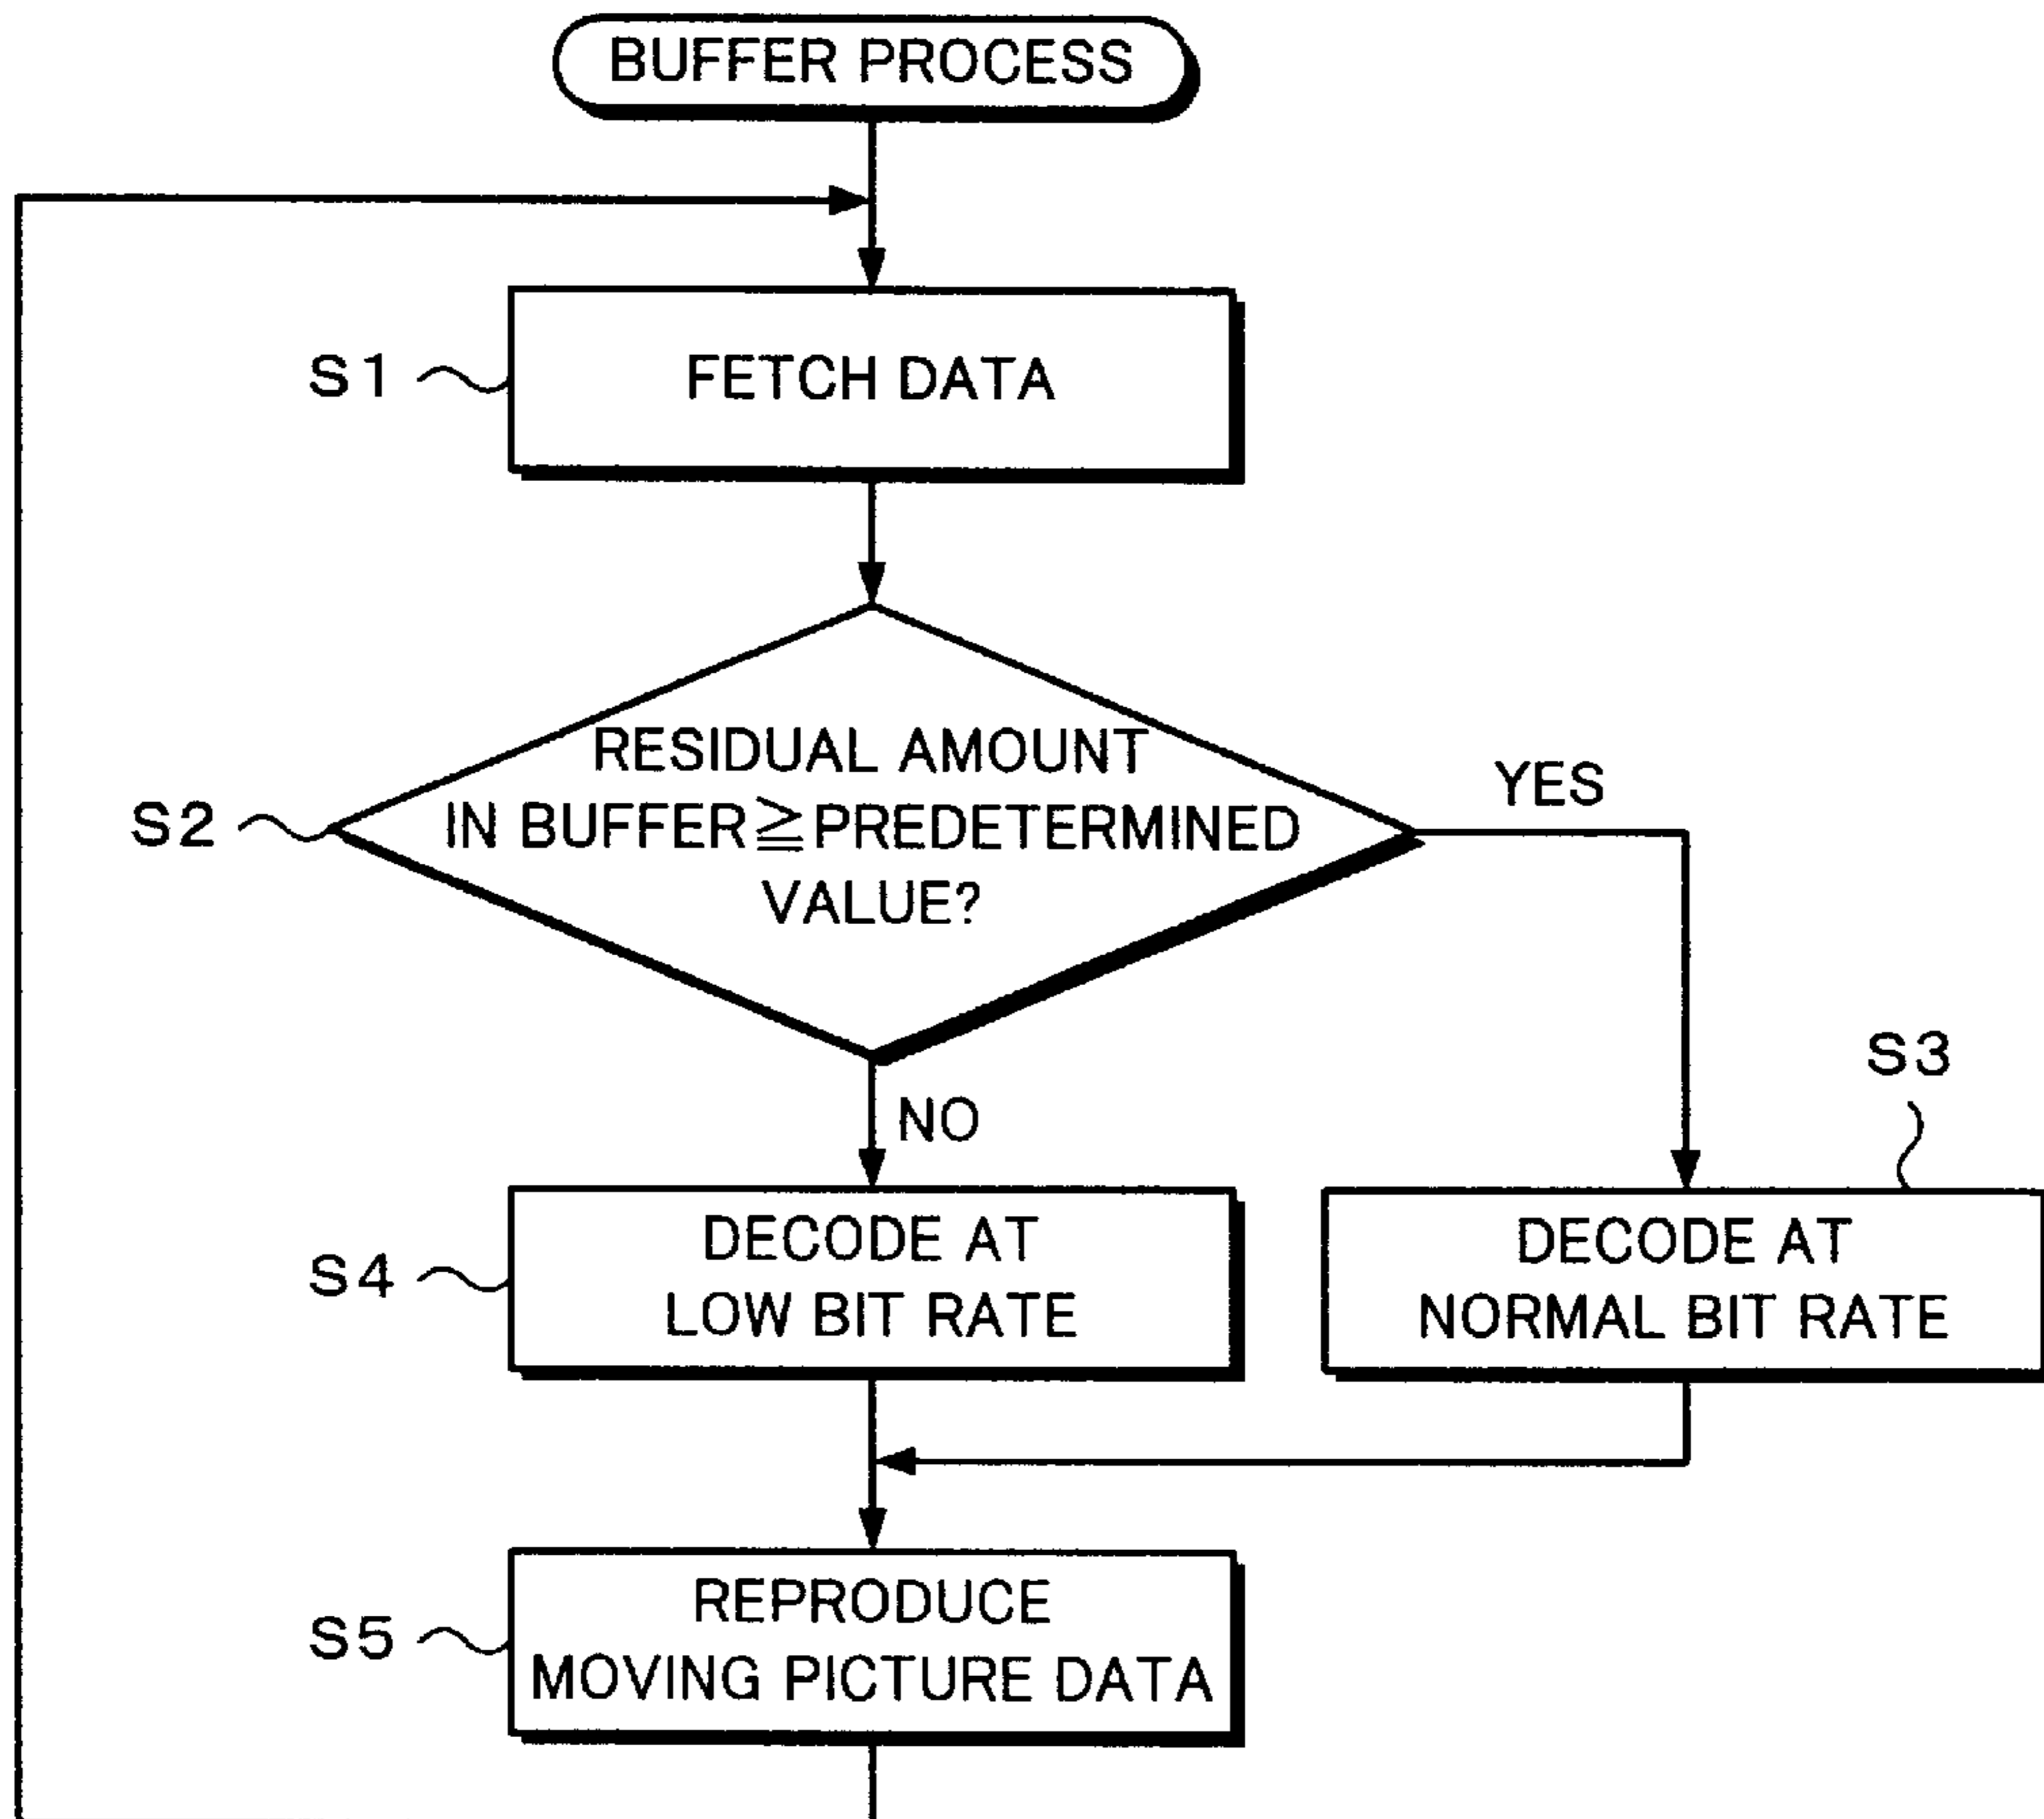 BUFFER PROCESS
S1
FETCH DATA
RESIDUAL AMOUNT
S2
IN BUFFER≧PREDETERMINED
VALUE?
YES
NO
S3
S4
DECODE AT
LOW BIT RATE
DECODE AT
NORMAL BIT RATE
S5
REPRODUCE
MOVING PICTURE DATA